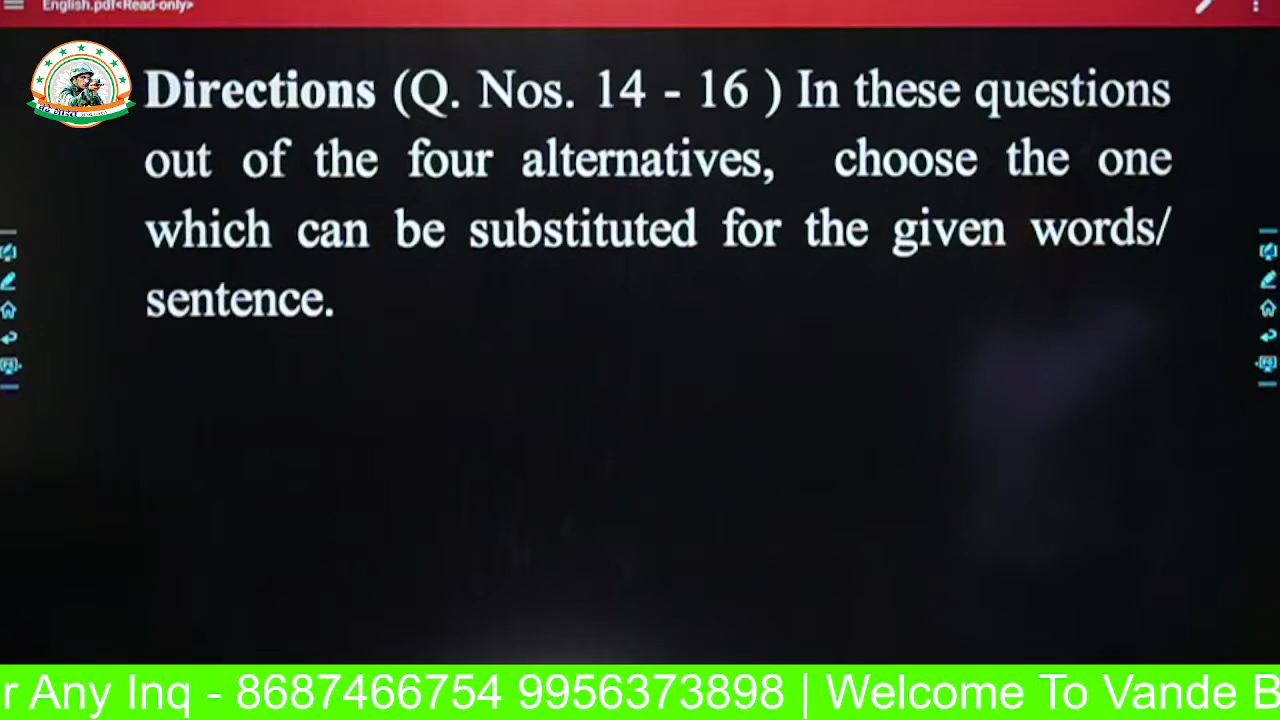 English.pdf<Read-only>
Directions (Q. Nos. 14 - 16 ) In these questions
out of the four alternatives, choose the one
which can be substituted for the given words/
sentence.
r Any Inq - 8687466754 9956373898 | Welcome To Vande B